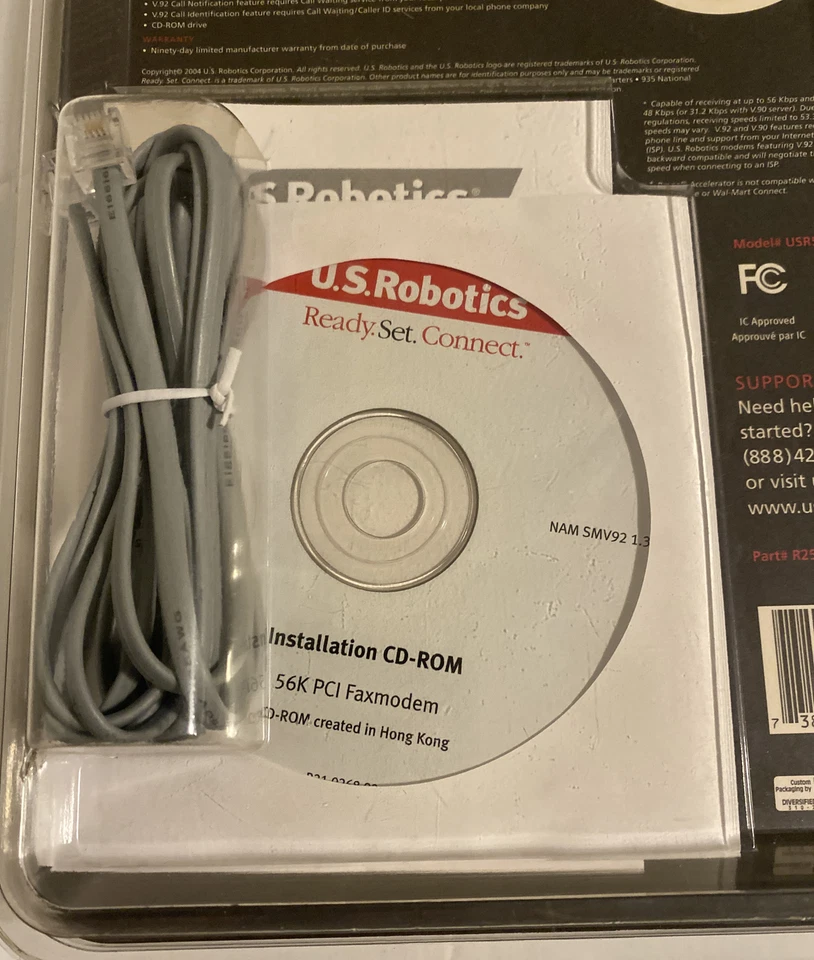 • V.92 Call Notification feature requires Call Waiting
• V.92 Call Identification feature requires Call Waiting/Caller ID services from your local phone company
• CD-ROM drive
WARRANTY
• Ninety-day limited manufacturer warranty from date of purchase
Copyright© 2004 U.S. Robotics Corporation. All rights reserved. U.S. Robotics and the U.S. Robotics logo are registered trademarks of U.S. Robotics Corporation.
Ready. Set. Connect. is a trademark of U.S. Robotics Corporation. Other product names are for identification purposes only and may be trademarks or registered
• 935 National
* Capable of receiving at up to 56 Kbps and
48 Kbps (or 31.2 Kbps with V.90 server). Due
regulations, receiving speeds limited to 53.
speeds may vary. V.92 and V.90 features re
phone line and support from your Internet
(ISP). U.S. Robotics modems featuring V.92
backward compatible and will negotiate t
speed when connecting to an ISP.
Accelerator is not compatible w
e or Wal-Mart Connect.
U.S. Robotics®
U.S.Robotics
Ready. Set. Connect.™
NAM SMV92 1.3
Installation CD-ROM
56K PCI Faxmodem
CD-ROM created in Hong Kong
Model# USR5
FC
IC Approved
Approuvé par IC
SUPPOR
Need he
started?
(888)42
or visit
www.u
Part# R25
7 38
Custom
Packaging by
DIVERSIFIE